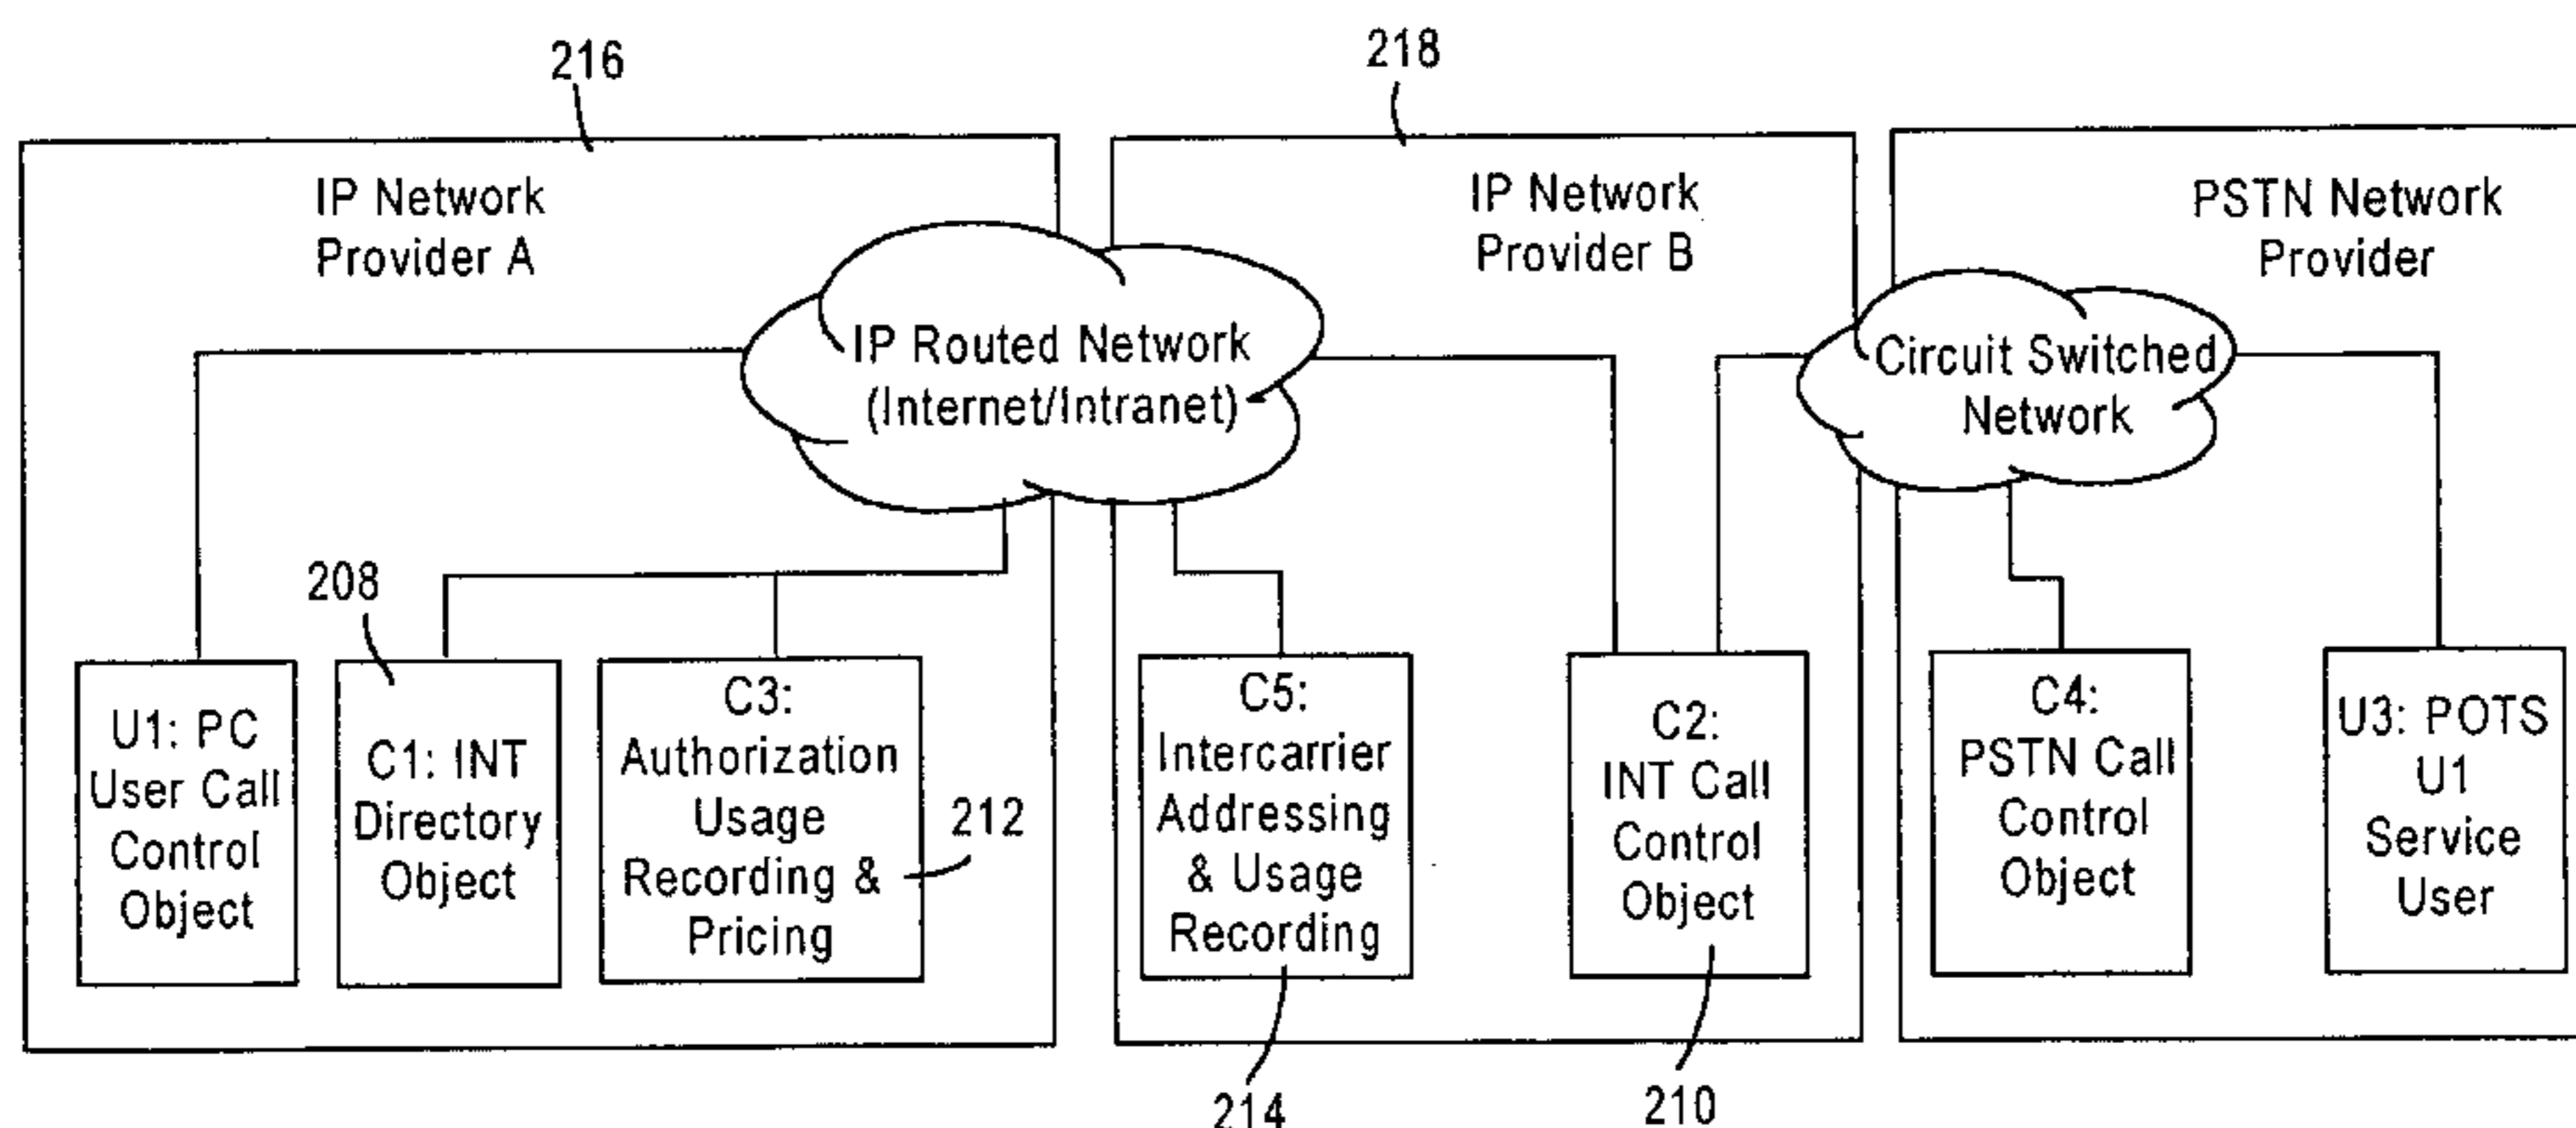 216
218
IP Network
Provider A
IP Network
Provider B
PSTN Network
Provider
IP Routed Network
(Internet/Intranet)
Circuit Switched
Network
208
U1: PC
User Call
Control
Object
C1: INT
Directory
Object
C3:
Authorization
Usage
Recording &
Pricing
212
C5:
Intercarrier
Addressing
& Usage
Recording
C2:
INT Call
Control
Object
C4:
PSTN Call
Control
Object
U3: POTS
U1
Service
User
214
210